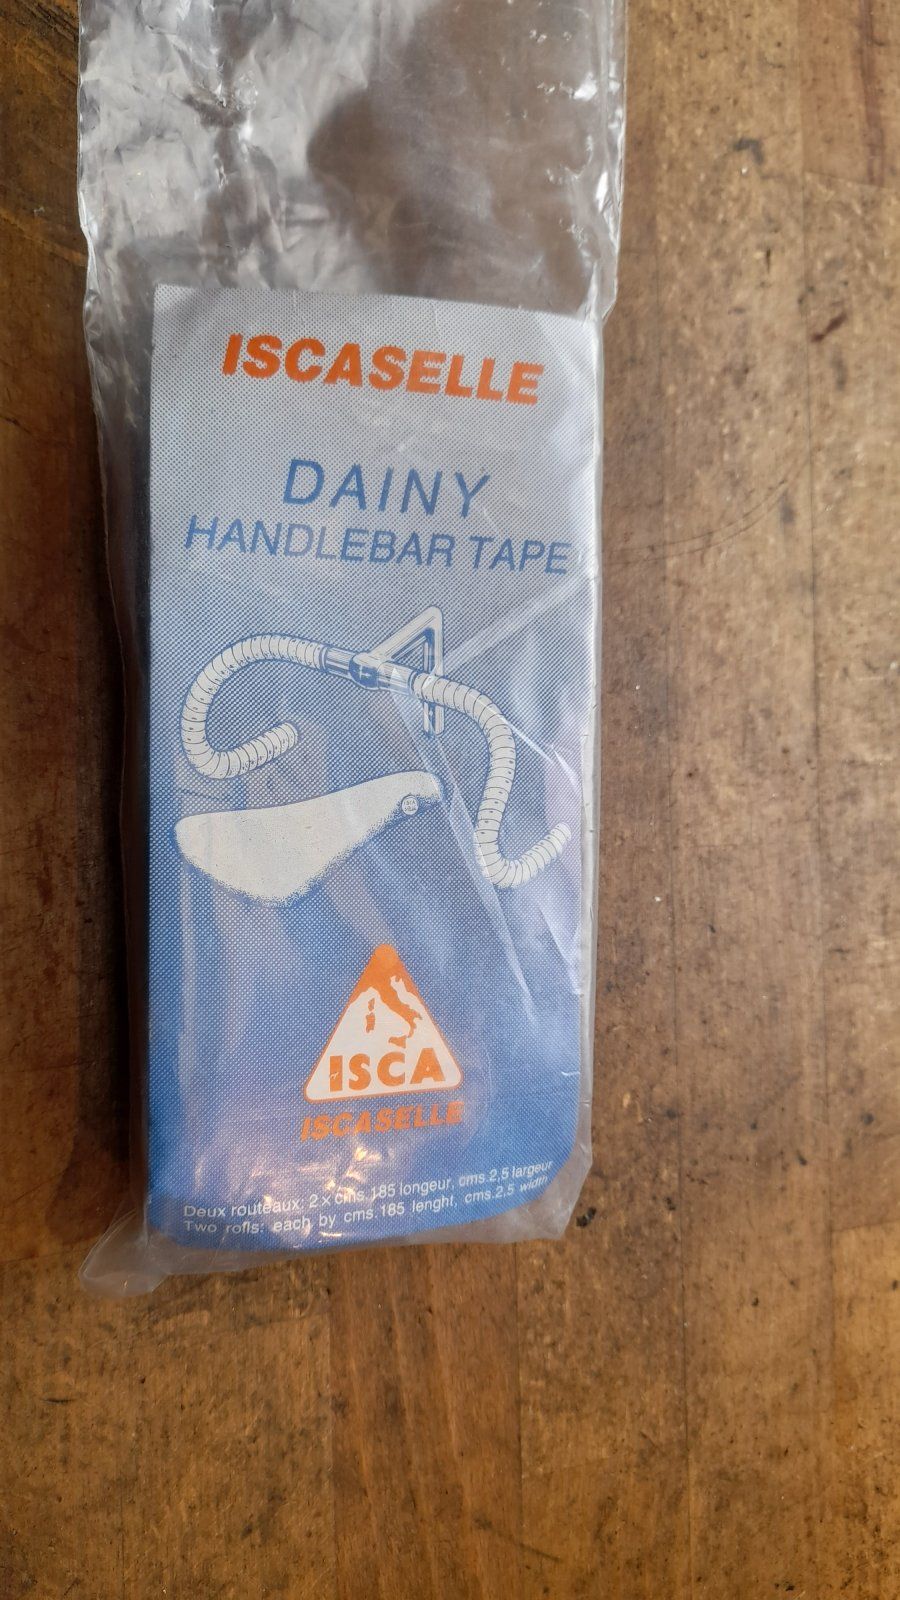 ISCASELLE
DAINY
HANDLEBAR TAPE
ISCA
ISCASELLE
Deux routeaux: 2 x cms.185 longeur, cms.2,5 largeur
Two rolls: each by cms.185 lenght, cms.2.5 width